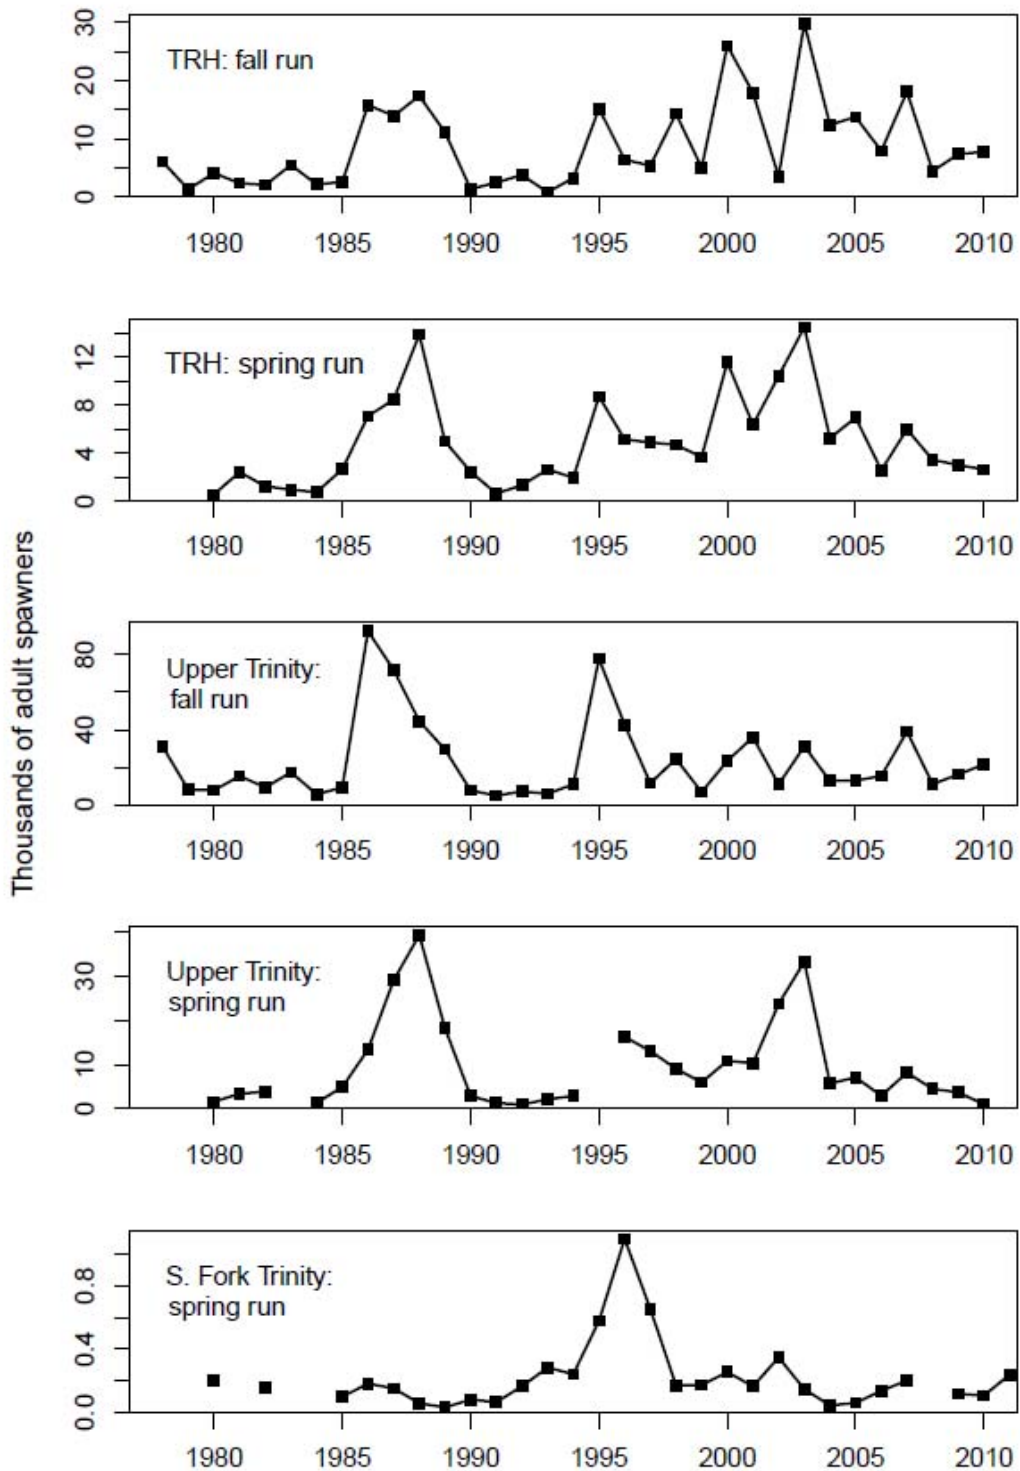 Thousands of adult spawners
TRH: fall run
30
20
10
0
1980 1985 1990 1995 2000 2005 2010
TRH: spring run
12
8
4
0
1980 1985 1990 1995 2000 2005 2010
Upper Trinity:
fall run
80
40
0
1980 1985 1990 1995 2000 2005 2010
Upper Trinity:
spring run
30
10
0
1980 1985 1990 1995 2000 2005 2010
S. Fork Trinity:
spring run
0.8
0.4
0.0
1980 1985 1990 1995 2000 2005 2010